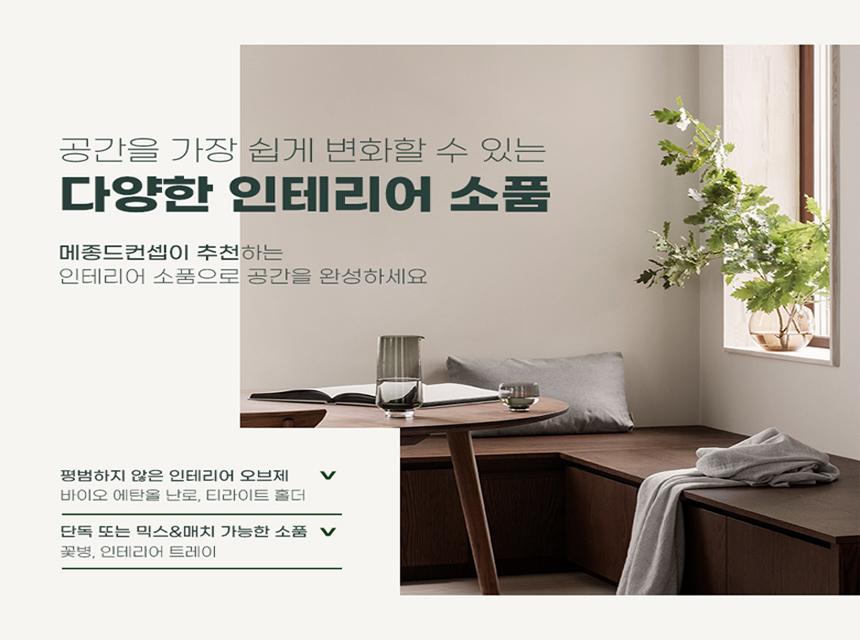 공간을 가장 쉽게 변화할 수 있는
다양한 인테리어 소품
메종드컨셉이 추천하는
인테리어 소품으로 공간을 완성하세요
평범하지 않은 인테리어 오브제
바이오 에탄올 난로, 티라이트 홀더
단독 또는 믹스&매치 가능한 소품
꽃병, 인테리어 트레이